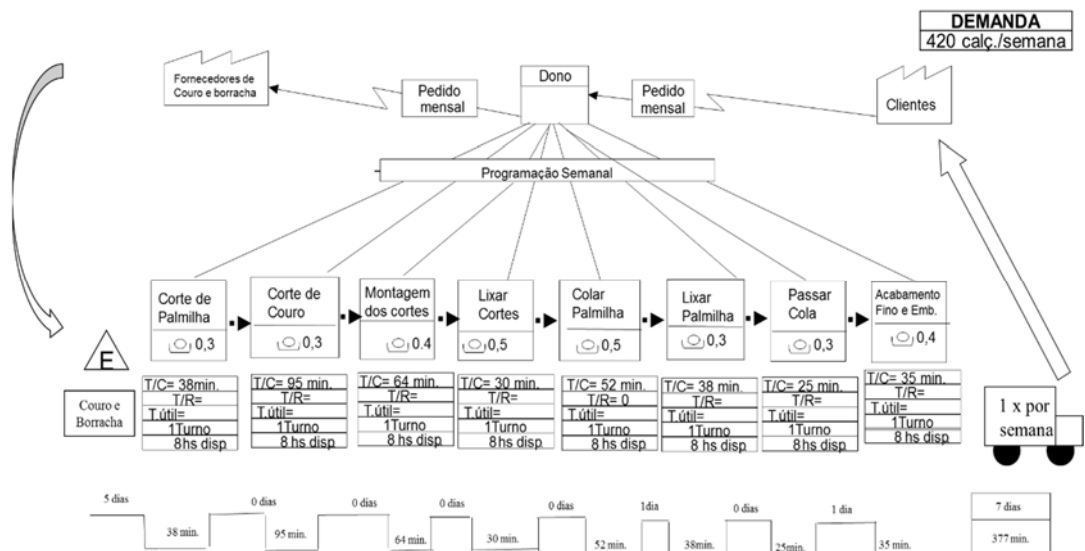 DEMANDA
420 calç./semana
Fornecedores de
Couro e borracha
Pedido
mensal
Dono
Pedido
mensal
Clientes
Programação Semanal
Corte de
Palmilha
0,3
Corte de
Couro
0,3
Montagem
dos cortes
0.4
Lixar
Cortes
0,5
Colar
Palmilha
0,5
Lixar
Palmilha
0,3
Passar
Cola
0,3
Acabamento
Fino e Emb.
0,4
E
Couro e
Borracha
T/C= 38min.
T/R=
T.útil=
1Turno
8hs disp
T/C= 95 min.
T/R=
T.útil=
1Turno
8 hs disp
T/C= 64 min.
T/R=
T.útil=
1Turno
8 hs disp
T/C= 30 min.
T/R=
T.útil=
1Turno
8 hs disp
T/C= 52 min.
T/R= 0
T.útil=
1Turno
8hs disp
T/C= 38 min.
T/R=
T.útil=
1Turno
8 hs disp
T/C= 25 min.
T/R=
T.útil=
1Turno
8 hs disp
T/C= 35 min.
T/R=
T.útil=
1Turno
8 hs disp
1 x por
semana
5 dias
0 dias
0 dias
0 dias
0 dias
1dia
0 dias
1 dia
7 dias
38 min.
95 min.
64 min.
30 min.
52 min.
38min.
25min.
35 min.
377min.